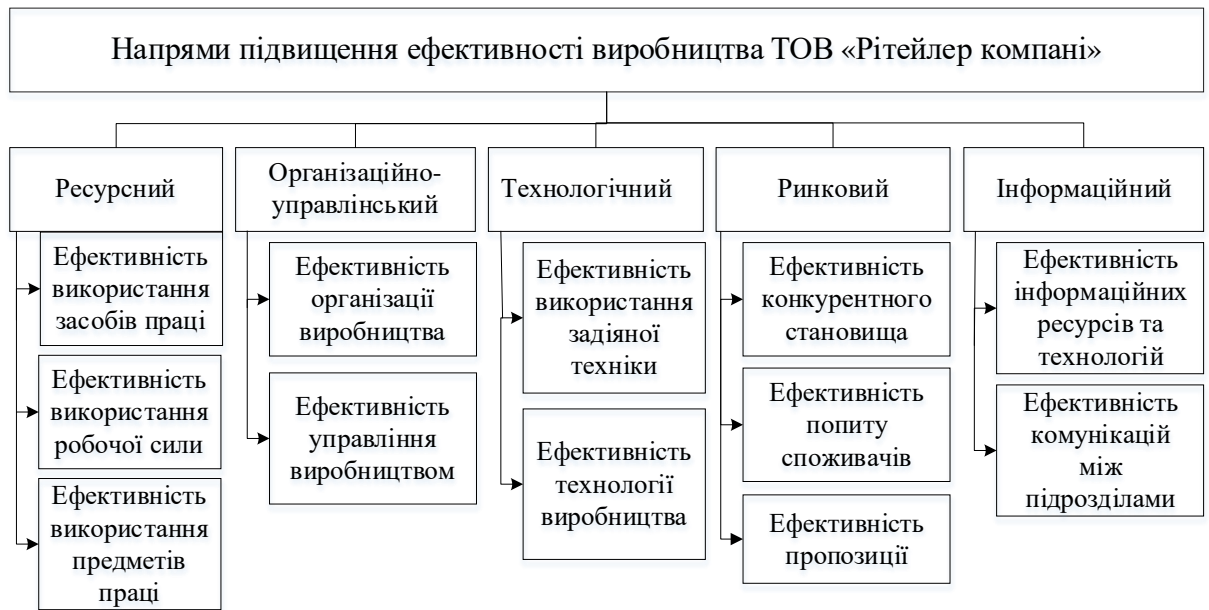 Напрями підвищення ефективності виробництва ТОВ «Рітейлер компані»
Ресурсний
Ефективність
використання
засобів праці
Ефективність
використання
робочої сили
Ефективність
використання
предметів
праці
Організаційно-
управлінський
Ефективність
організації
виробництва
Ефективність
управління
виробництвом
Технологічний
Ефективність
використання
задіяної
техніки
Ефективність
технології
виробництва
Ринковий
Ефективність
конкурентного
становища
Ефективність
попиту
споживачів
Ефективність
пропозиції
Інформаційний
Ефективність
інформаційних
ресурсів та
технологій
Ефективність
комунікацій
між
підрозділами